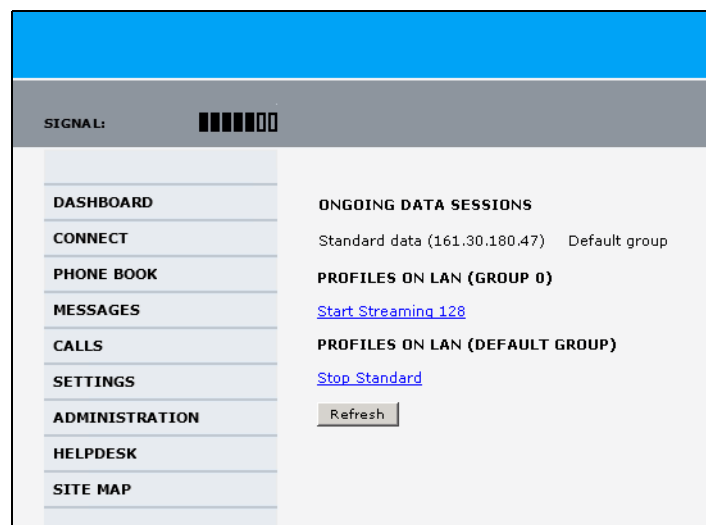 SIGNAL:
DASHBOARD
CONNECT
PHONE BOOK
MESSAGES
CALLS
SETTINGS
ADMINISTRATION
HELPDESK
SITE MAP
ONGOING DATA SESSIONS
Standard data (161.30.180.47) Default group
PROFILES ON LAN (GROUP 0)
Start Streaming 128
PROFILES ON LAN (DEFAULT GROUP)
Stop Standard
Refresh